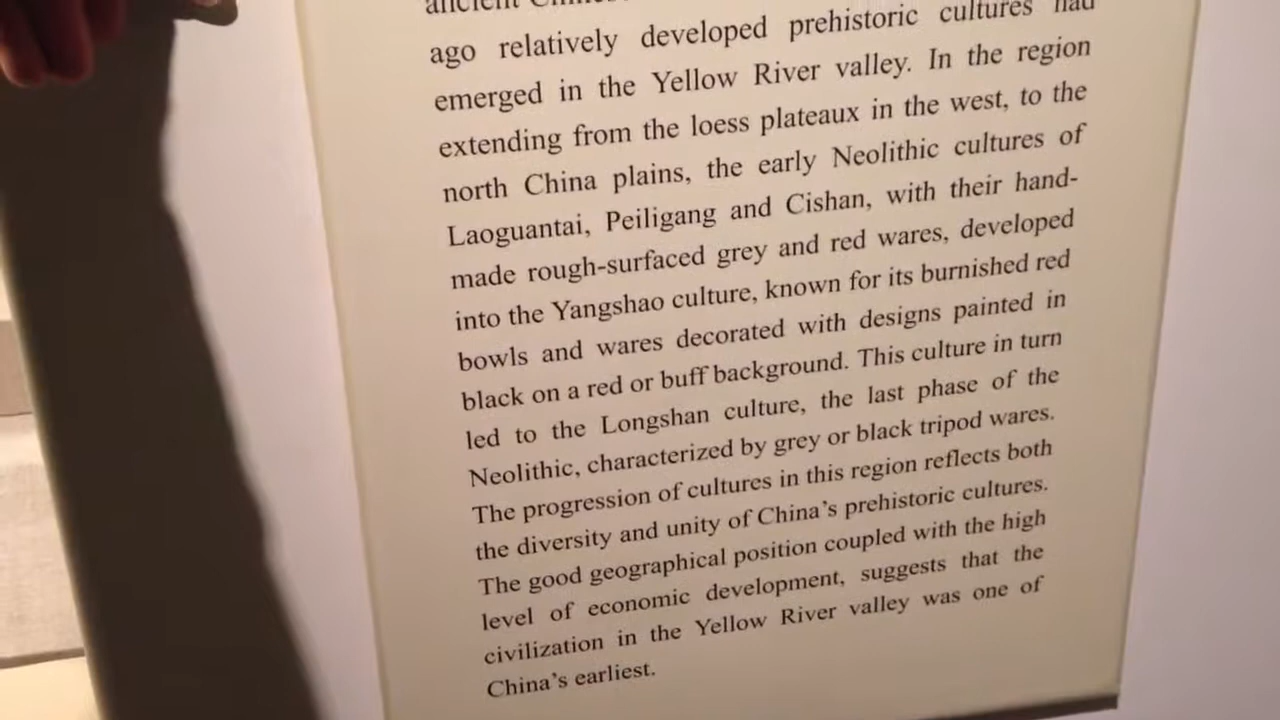 ancient
ago relatively developed prehistoric cultures had
emerged in the Yellow River valley. In the region
extending from the loess plateaux in the west, to the
north China plains, the early Neolithic cultures of
Laoguantai, Peiligang and Cishan, with their hand-
made rough-surfaced grey and red wares, developed
into the Yangshao culture, known for its burnished red
bowls and wares decorated with designs painted in
black on a red or buff background. This culture in turn
led to the Longshan culture, the last phase of the
Neolithic, characterized by grey or black tripod wares.
The progression of cultures in this region reflects both
the diversity and unity of China's prehistoric cultures.
The good geographical position coupled with the high
level of economic development, suggests that the
civilization in the Yellow River valley was one of
China's earliest.